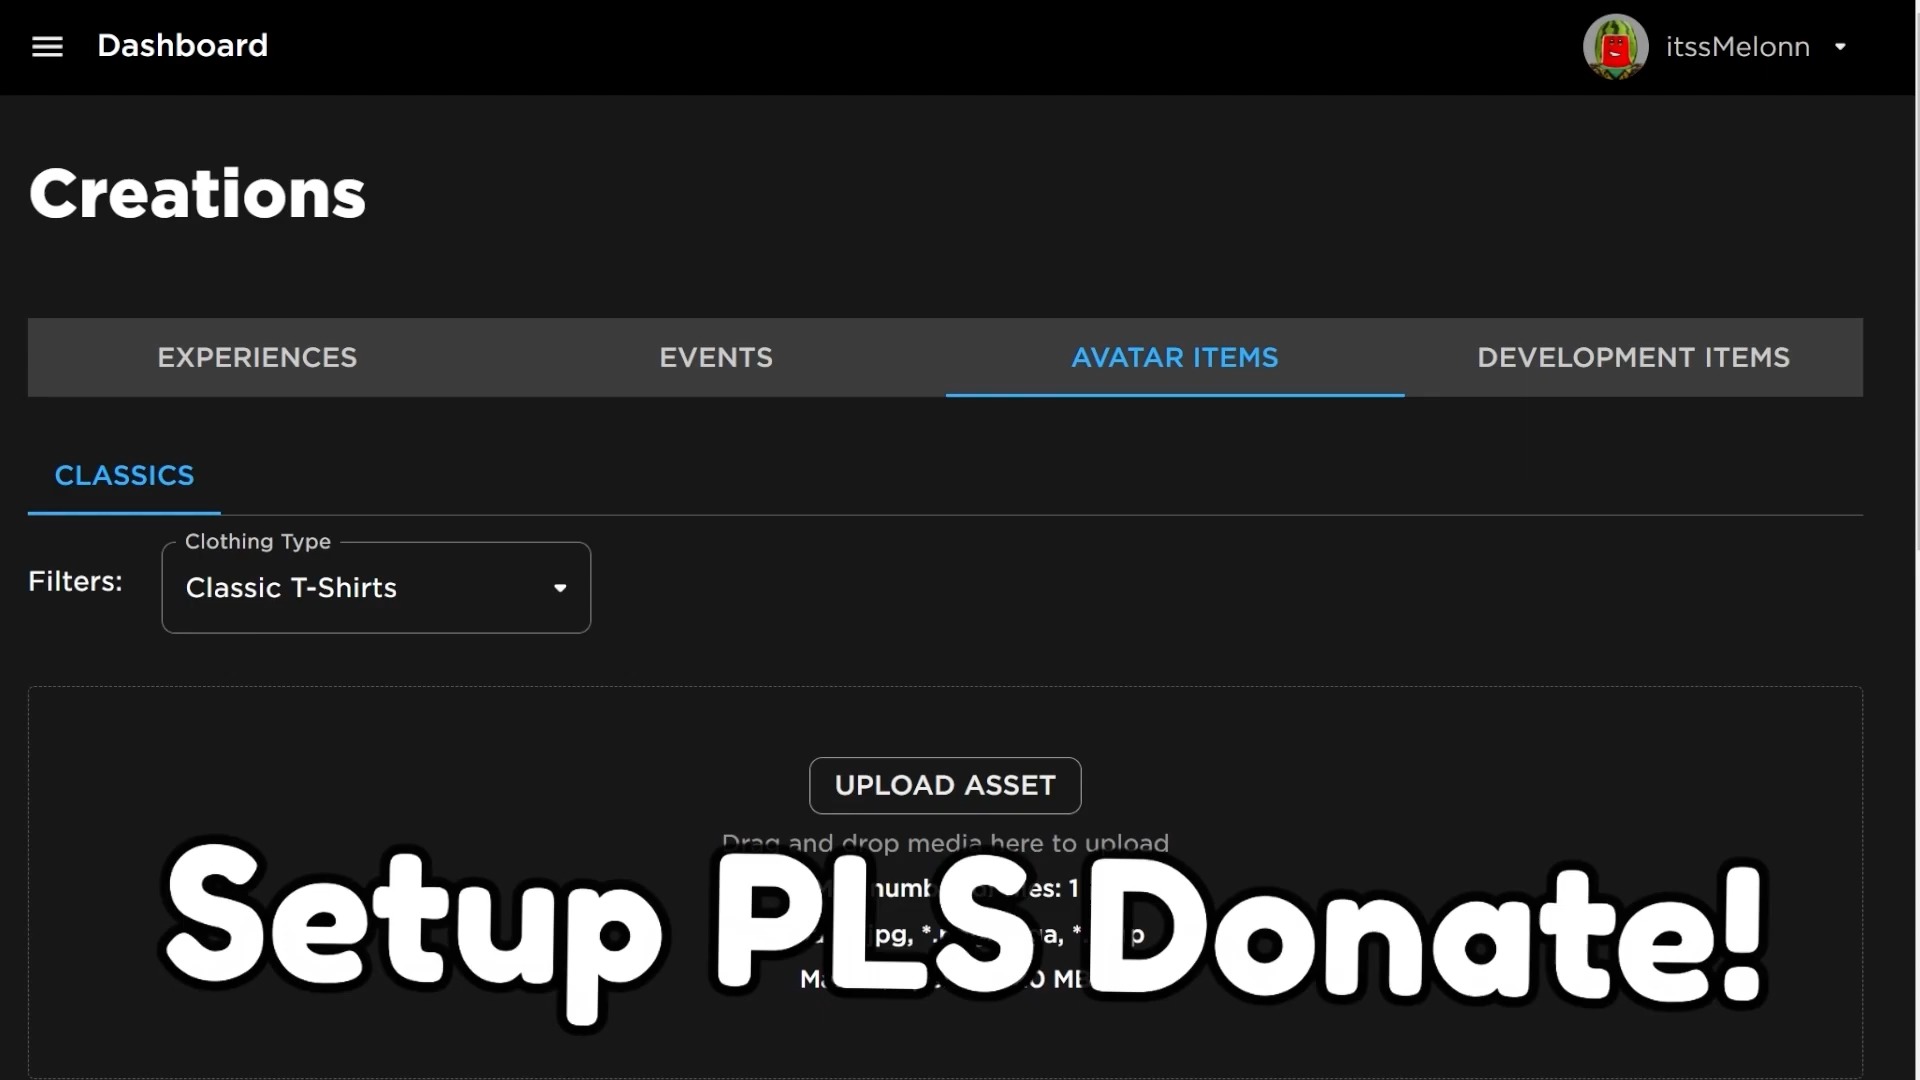 Dashboard
itssMelonn
Creations
EXPERIENCES
EVENTS
AVATAR ITEMS
DEVELOPMENT ITEMS
CLASSICS
Filters:
Clothing Type
Classic T-Shirts
UPLOAD ASSET
Drag and drop media here to upload
1
Setup PLS Donate!